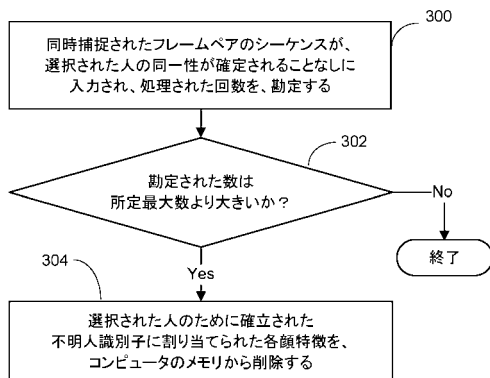 300
同時捕捉されたフレームペアのシーケンスが、
選択された人の同一性が確定されることなしに
入力され、処理された回数を、勘定する
302
勘定された数は
所定最大数より大きいか？
No
終了
Yes
304
選択された人のために確立された
不明人識別子に割り当てられた各顔特徴を、
コンピュータのメモリから削除する